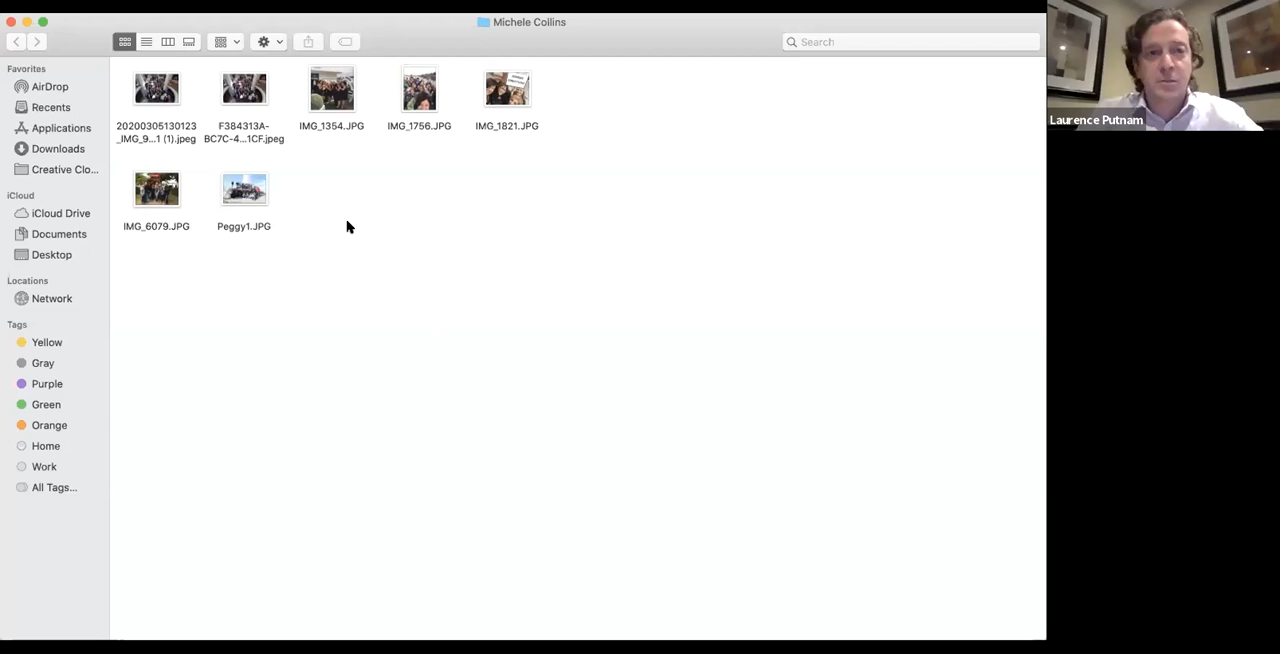 Michele Collins
Search
Laurence Putnam
Favorites
AirDrop
Recents
Applications
Downloads
Creative Clo...
iCloud
iCloud Drive
Documents
Desktop
Locations
Network
Tags
Yellow
Gray
Purple
Green
Orange
Home
Work
All Tags...
20200305130123
_IMG_9...1 (1).jpeg
F384313A-
BC7C-4...1CF.jpeg
IMG_1354.JPG
IMG_1756.JPG
IMG_1821.JPG
IMG_6079.JPG
Peggy1.JPG